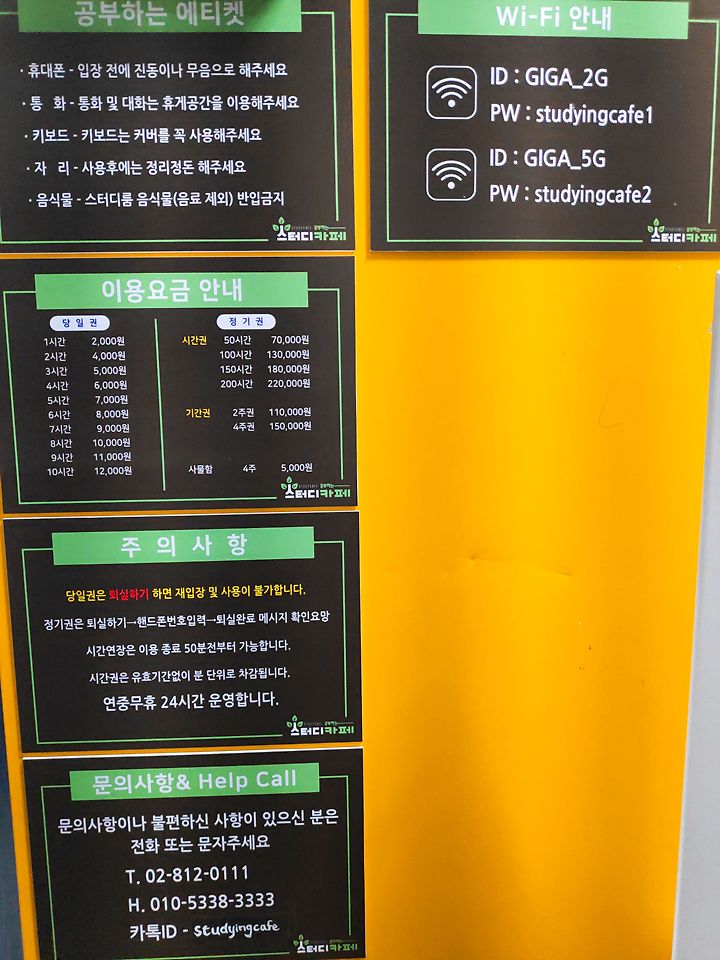 공부하는 에티켓
· 휴대폰 - 입장 전에 진동이나 무음으로 해주세요
· 통 화 - 통화 및 대화는 휴게공간을 이용해주세요
· 키보드 - 키보드는 커버를 꼭 사용해주세요
· 자 리 - 사용후에는 정리정돈 해주세요
· 음식물 - 스터디룸 음식물(음료 제외) 반입금지
공부하는
스터디카페
Wi-Fi 안내
ID : GIGA_2G
PW : studyingcafe1
ID : GIGA_5G
PW : studyingcafe2
공부하는
스터디카페
이용요금 안내
당 일 권
1시간 2,000원
2시간 4,000원
3시간 5,000원
4시간 6,000원
5시간 7,000원
6시간 8,000원
7시간 9,000원
8시간 10,000원
9시간 11,000원
10시간 12,000원
정 기 권
시간권 50시간 70,000원
100시간 130,000원
150시간 180,000원
200시간 220,000원
기간권 2주권 110,000원
4주권 150,000원
사물함 4주 5,000원
공부하는
스터디카페
주 의 사 항
당일권은 퇴실하기 하면 재입장 및 사용이 불가합니다.
정기권은 퇴실하기→핸드폰번호입력→퇴실완료 메시지 확인요망
시간연장은 이용 종료 50분전부터 가능합니다.
시간권은 유효기간없이 분 단위로 차감됩니다.
연중무휴 24시간 운영합니다.
공부하는
스터디카페
문의사항& Help Call
문의사항이나 불편하신 사항이 있으신 분은
전화 또는 문자주세요
T. 02-812-0111
H. 010-5338-3333
카톡ID - studyingcafe
공부하는
스터디카페